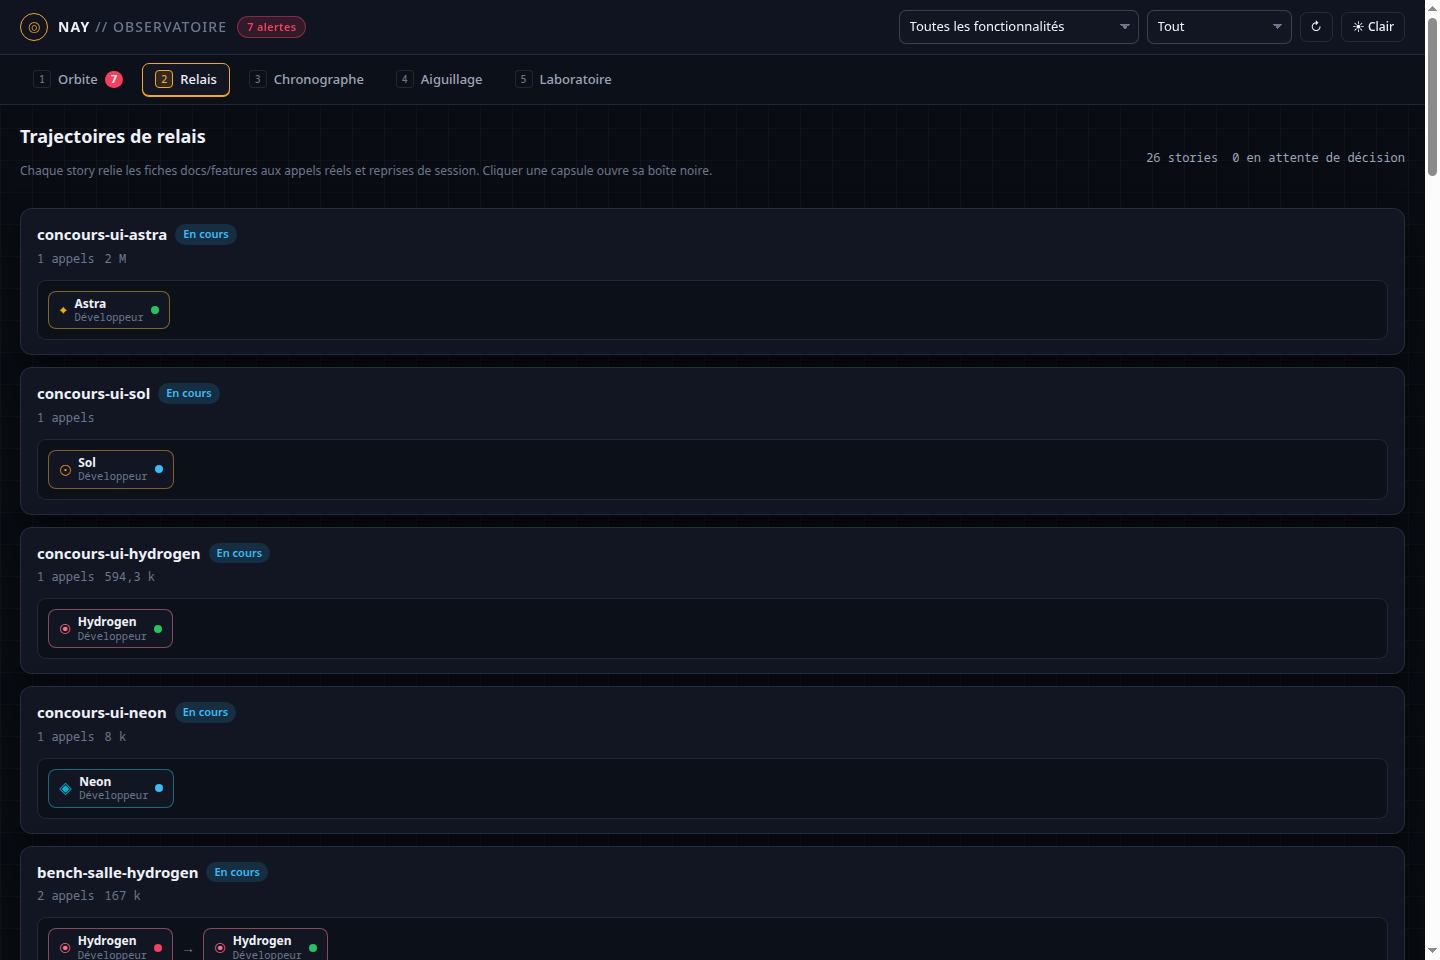 NAY // OBSERVATOIRE 7 alertes Toutes les fonctionnalités Tout ↻ ☀ Clair
1 Orbite 7 2 Relais 3 Chronographe 4 Aiguillage 5 Laboratoire
Trajectoires de relais
26 stories 0 en attente de décision
Chaque story relie les fiches docs/features aux appels réels et reprises de session. Cliquer une capsule ouvre sa boîte noire.
concours-ui-astra En cours
1 appels 2 M
Astra
Développeur
concours-ui-sol En cours
1 appels
Sol
Développeur
concours-ui-hydrogen En cours
1 appels 594,3 k
Hydrogen
Développeur
concours-ui-neon En cours
1 appels 8 k
Neon
Développeur
bench-salle-hydrogen En cours
2 appels 167 k
Hydrogen → Hydrogen
Développeur Développeur